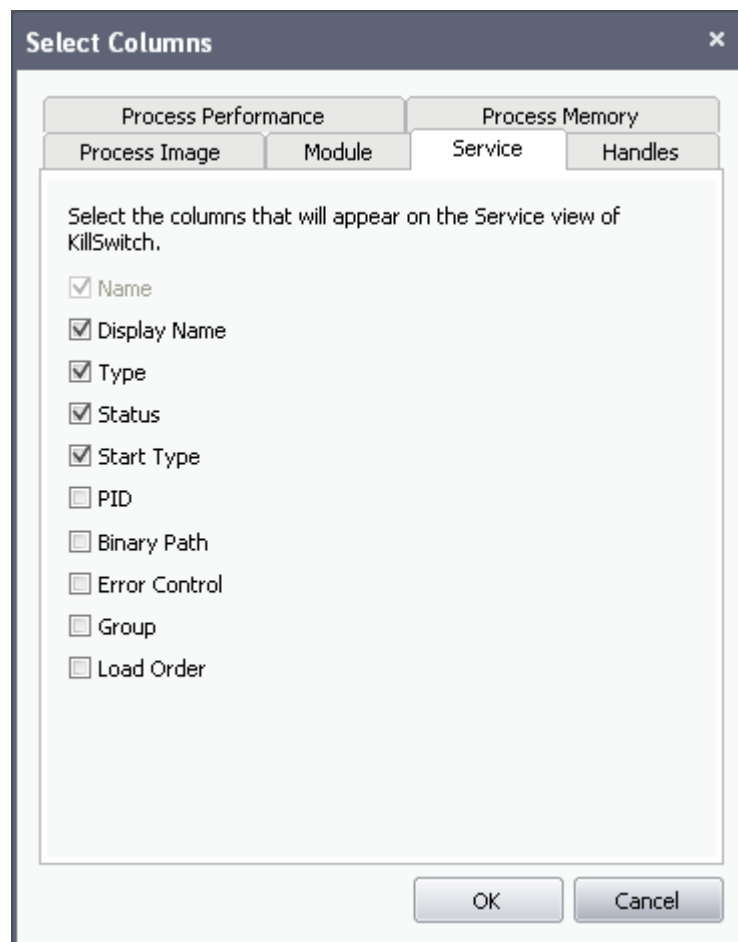 Select Columns
Process Performance
Process Memory
Process Image
Module
Service
Handles
Select the columns that will appear on the Service view of
KillSwitch.
Name
Display Name
Type
Status
Start Type
PID
Binary Path
Error Control
Group
Load Order
OK
Cancel